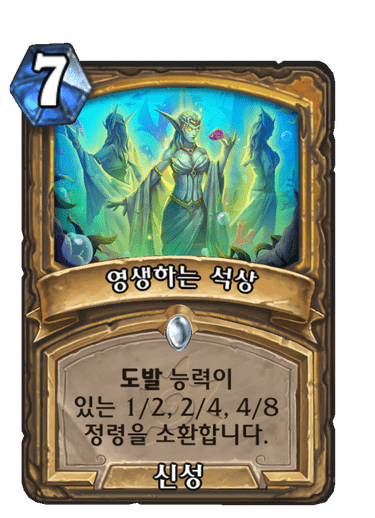 7
영생하는 석상
도발 능력이
있는 1/2, 2/4, 4/8
정령을 소환합니다.
신성